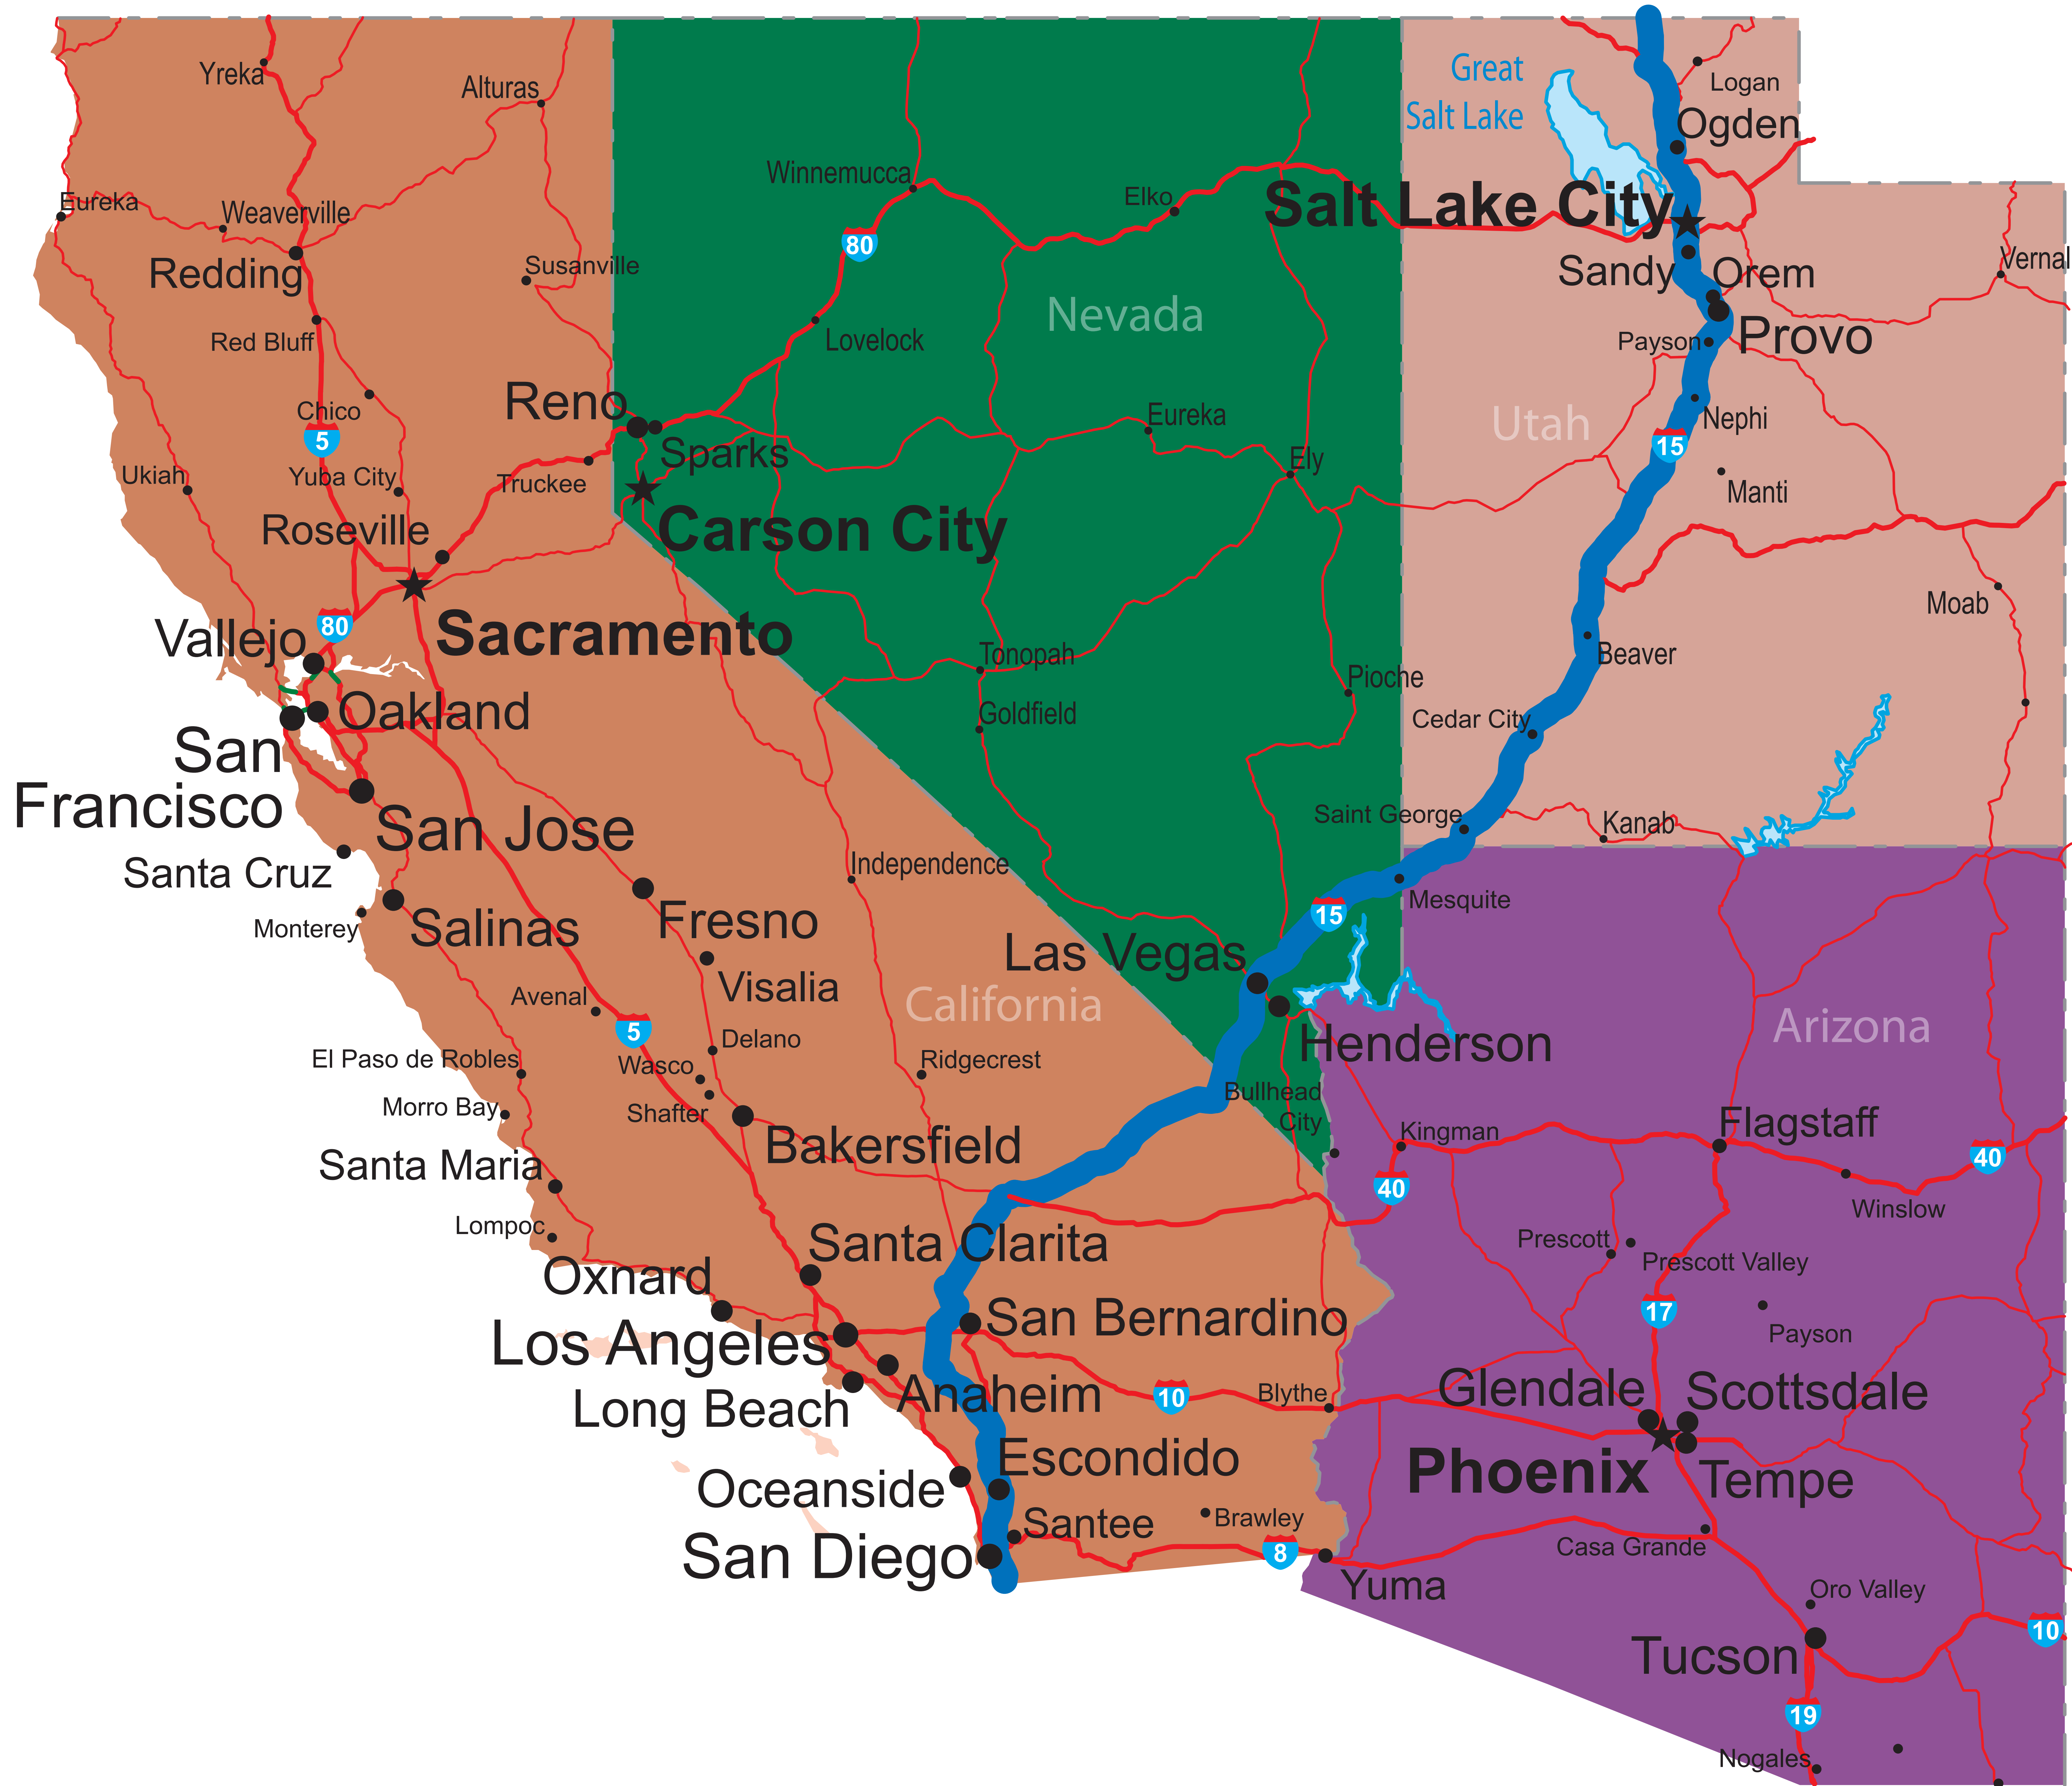 Yreka
Alturas
Great
Salt Lake
Logan
Ogden
Winnemucca
Elko
Salt Lake City
Eureka
Weaverville
80
Redding
Susanville
Sandy
Orem
Vernal
Nevada
Red Bluff
Lovelock
Payson
Provo
Reno
Chico
5
Eureka
Utah
Nephi
15
Sparks
Ely
Ukiah
Yuba City
Truckee
Manti
Roseville
Carson City
Moab
80
Vallejo
Sacramento
Tonopah
Beaver
Pioche
Oakland
Goldfield
Cedar City
San
Francisco
San Jose
Saint George
Kanab
Santa Cruz
Independence
Mesquite
15
Monterey
Salinas
Fresno
Las Vegas
Visalia
Avenal
California
Arizona
5
Delano
Henderson
El Paso de Robles
Wasco
Ridgecrest
Morro Bay
Shafter
Bullhead
City
Bakersfield
Kingman
Flagstaff
40
Santa Maria
40
Winslow
Lompoc
Santa Clarita
Prescott
Prescott Valley
Oxnard
17
San Bernardino
Payson
Los Angeles
Long Beach
Anaheim
10
Blythe
Glendale
Scottsdale
Escondido
Phoenix
Tempe
Oceanside
Santee
Brawley
San Diego
8
Casa Grande
Yuma
Oro Valley
10
Tucson
19
Nogales